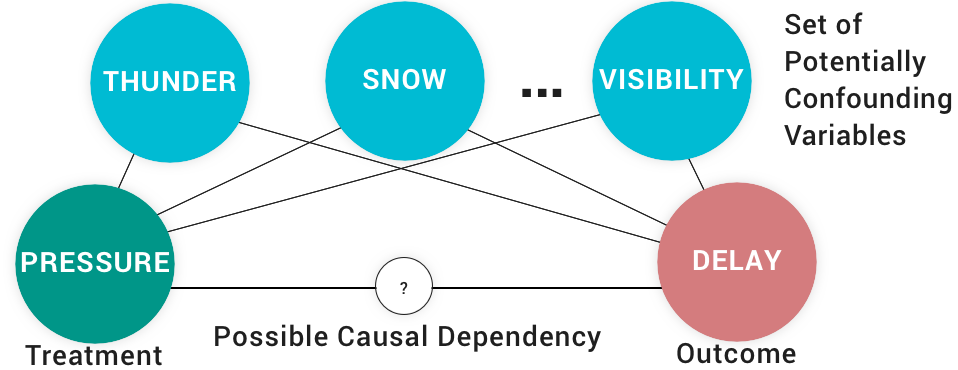 THUNDER
SNOW
...
VISIBILITY
Set of
Potentially
Confounding
Variables
PRESSURE
DELAY
?
Possible Causal Dependency
Treatment
Outcome